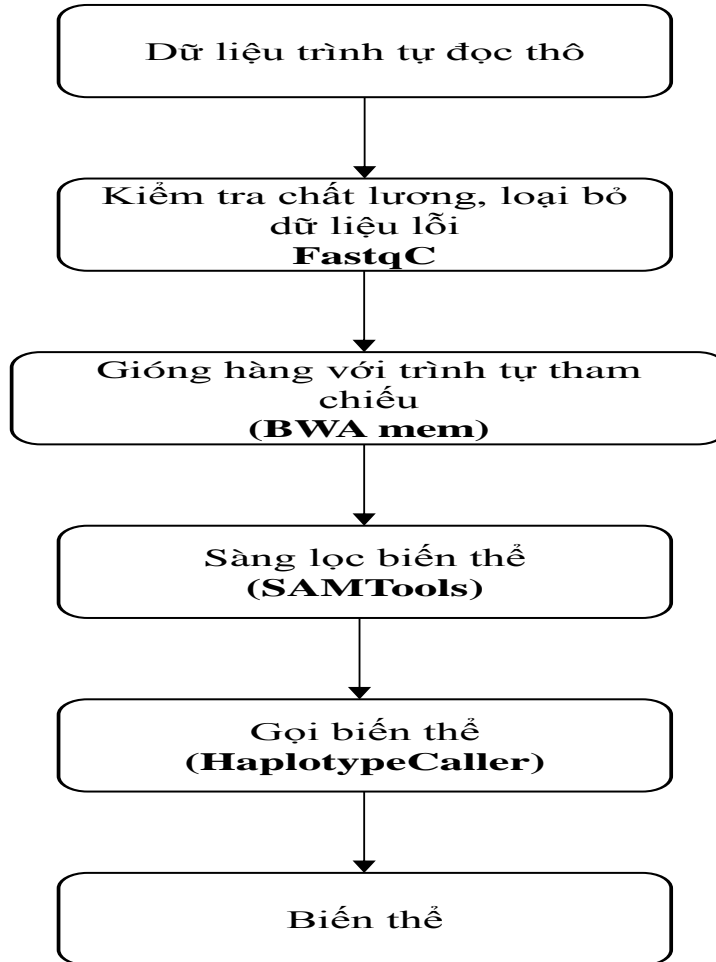 Dữ liệu trình tự đọc thô
Kiểm tra chất lương, loại bỏ
dữ liệu lỗi
FastqC
Gióng hàng với trình tự tham
chiếu
(BWA mem)
Sàng lọc biến thể
(SAMTools)
Gọi biến thể
(HaplotypeCaller)
Biến thể